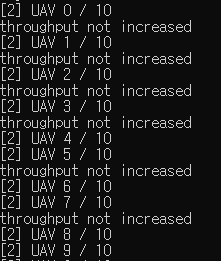 [2] UAV 0 / 10
throughput not increased
[2] UAV 1 / 10
throughput not increased
[2] UAV 2 / 10
throughput not increased
[2] UAV 3 / 10
throughput not increased
[2] UAV 4 / 10
[2] UAV 5 / 10
throughput not increased
[2] UAV 6 / 10
[2] UAV 7 / 10
throughput not increased
[2] UAV 8 / 10
[2] UAV 9 / 10